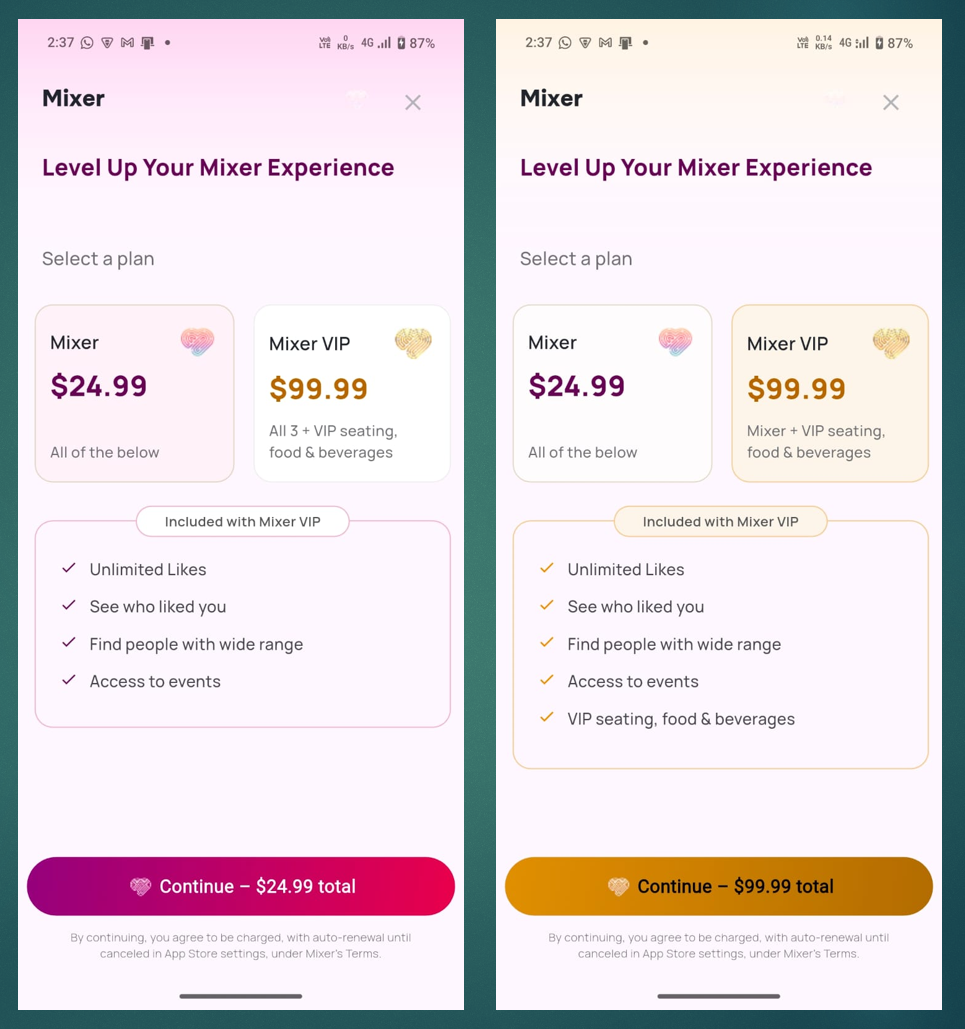 2:37
VoLTE 0 KB/s 4G 87%
Mixer
Level Up Your Mixer Experience
Select a plan
Mixer
$24.99
All of the below
Mixer VIP
$99.99
All 3 + VIP seating,
food & beverages
Included with Mixer VIP
Unlimited Likes
See who liked you
Find people with wide range
Access to events
Continue – $24.99 total
By continuing, you agree to be charged, with auto-renewal until
canceled in App Store settings, under Mixer's Terms.
2:37
VoLTE 0.14 KB/s 4G 87%
Mixer
Level Up Your Mixer Experience
Select a plan
Mixer
$24.99
All of the below
Mixer VIP
$99.99
Mixer + VIP seating,
food & beverages
Included with Mixer VIP
Unlimited Likes
See who liked you
Find people with wide range
Access to events
VIP seating, food & beverages
Continue – $99.99 total
By continuing, you agree to be charged, with auto-renewal until
canceled in App Store settings, under Mixer's Terms.